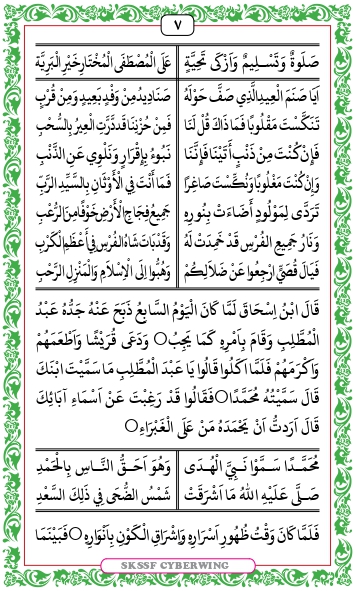 ٧
صَلَوةٌ وَتَسْلِيمٌ وَاَزْكَى تَحِيَّةٍ عَلَى الْمُصْطَفَى الْمُخْتَارِ خَيْرِ الْبَرِيَّةِ
اَيَا صَنَمَ الْعِيدِ الَّذِي صَفَّ حَوْلَهُ صَنَادِيدُ مِنْ وَفْدٍ بَعِيدٍ وَمِنْ قُرْبِ
تَنَكَّسْتَ مَقْلُوبًا فَمَا ذَاكَ قُلْ لَنَا فَمِنْ حُزْنِنَا قَدْ دَرَّتِ الْعِيرُ بِالسُّحْبِ
فَإِنْ كُنْتَ مِنْ ذَنْبٍ أَتَيْنَا فَإِنَّنَا نَبُوءُ بِإِقْرَارٍ وَنَلْوِي عَنِ الذَّنْبِ
وَإِنْ كُنْتَ مَغْلُوبًا وَنُكِّسْتَ صَاغِرًا فَمَا أَنْتَ فِي الْأَوْثَانِ بِالسَّيِّدِ الرَّبِّ
تَرَدَّى لِمَوْلُودٍ أَضَاءَتْ بِنُورِهِ جَمِيعُ فِجَاجِ الْأَرْضِ خَوْفًا مِنَ الرُّعْبِ
وَنَارُ جَمِيعِ الْفُرْسِ قَدْ خَمِدَتْ لَهُ وَقَدْ بَاتَ شَاهُ الْفُرْسِ فِي أَعْظَمِ الْكَرْبِ
فَيَالَ قُصَيٍّ اِرْجِعُوا عَنْ ضَلَالِكُمْ وَهُبُّوا إِلَى الْإِسْلَامِ وَالْمَنْزِلِ الرَّحْبِ
قَالَ ابْنُ اِسْحَاقَ لَمَّا كَانَ الْيَوْمُ السَّابِعُ ذَبَحَ عَنْهُ جَدُّهُ عَبْدُ
الْمُطَّلِبِ وَقَامَ بِاَمْرِهِ كَمَا يَجِبُ ○ وَدَعَى قُرَيْشًا وَاَطْعَمَهُمْ
وَاَكْرَمَهُمْ فَلَمَّا اَكَلُوا قَالُوا يَا عَبْدَ الْمُطَّلِبِ مَا سَمَّيْتَ ابْنَكَ
قَالَ سَمَّيْتُهُ مُحَمَّدًا ○ فَقَالُوا قَدْ رَغِبْتَ عَنْ اَسْمَاءِ آبَائِكَ
قَالَ اَرَدْتُ اَنْ يَحْمَدَهُ مَنْ عَلَى الْغَبْرَاءِ ○
مُحَمَّدًا سَمَّوْا نَبِيَّ الْهُدَى وَهُوَ اَحَقُّ النَّاسِ بِالْحَمْدِ
صَلَّى عَلَيْهِ اللهُ مَا اَشْرَقَتْ شَمْسُ الضُّحَى فِي ذَلِكَ السَّعْدِ
فَلَمَّا كَانَ وَقْتُ ظُهُورِ اَسْرَارِهِ وَاِشْرَاقِ الْكَوْنِ بِاَنْوَارِهِ ○ فَبَيْنَمَا
SKSSF CYBERWING